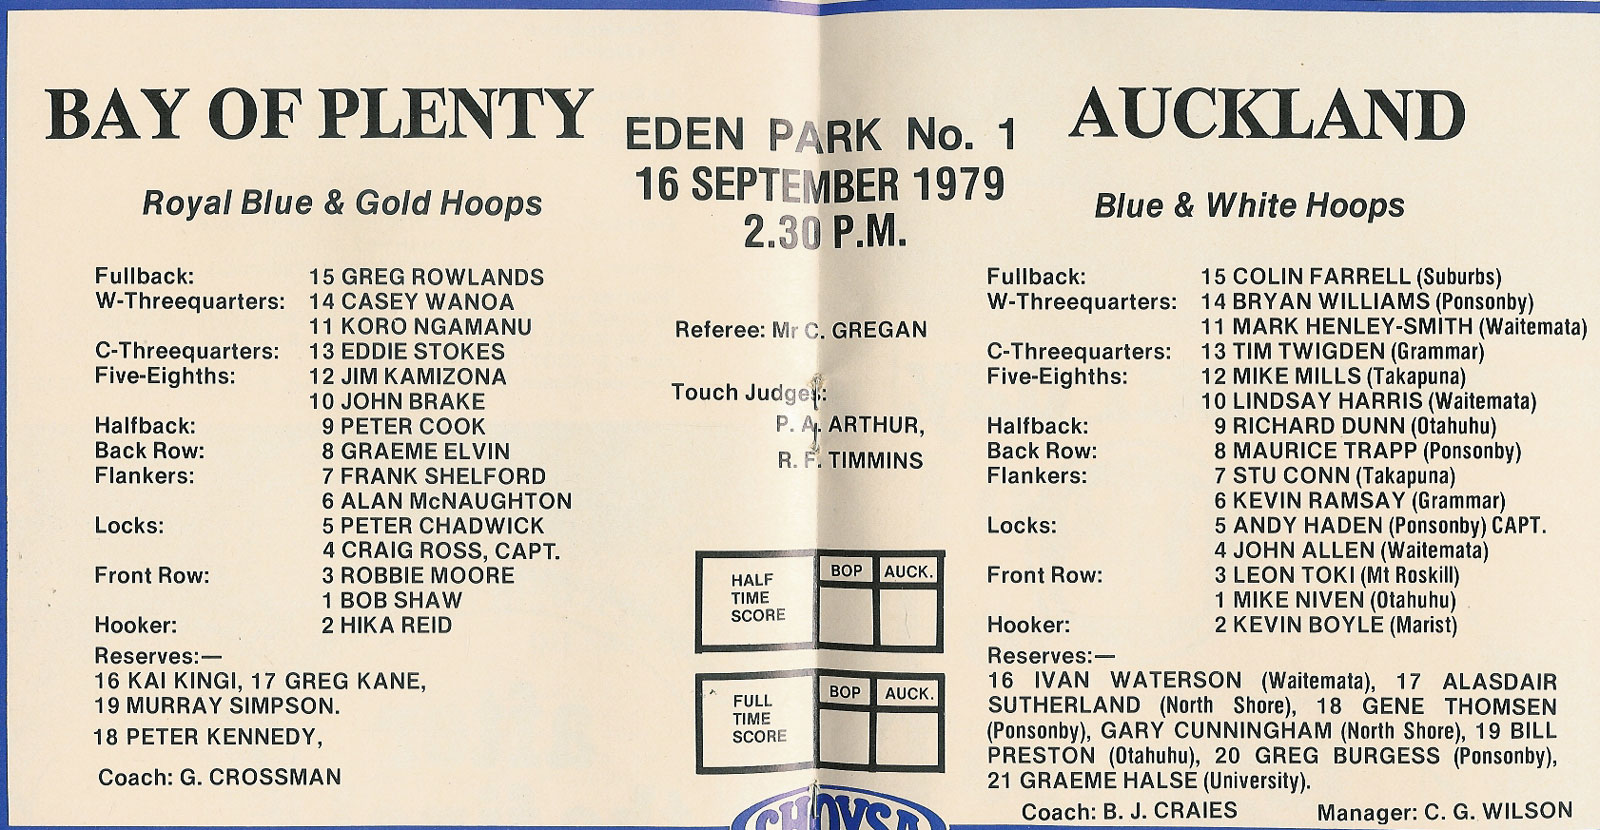 BAY OF PLENTY
Royal Blue & Gold Hoops
Fullback: 15 GREG ROWLANDS
W-Threequarters: 14 CASEY WANOA
11 KORO NGAMANU
C-Threequarters: 13 EDDIE STOKES
Five-Eighths: 12 JIM KAMIZONA
10 JOHN BRAKE
Halfback: 9 PETER COOK
Back Row: 8 GRAEME ELVIN
Flankers: 7 FRANK SHELFORD
6 ALAN McNAUGHTON
Locks: 5 PETER CHADWICK
4 CRAIG ROSS, CAPT.
Front Row: 3 ROBBIE MOORE
1 BOB SHAW
Hooker: 2 HIKA REID
Reserves:—
16 KAI KINGI, 17 GREG KANE,
19 MURRAY SIMPSON.
18 PETER KENNEDY,
Coach: G. CROSSMAN
EDEN PARK No. 1
16 SEPTEMBER 1979
2.30 P.M.
Referee: Mr C. GREGAN
Touch Judges:
P. A. ARTHUR,
R. F. TIMMINS
HALF
TIME
SCORE
BOP AUCK.
FULL
TIME
SCORE
BOP AUCK.
CHOYSA
AUCKLAND
Blue & White Hoops
Fullback: 15 COLIN FARRELL (Suburbs)
W-Threequarters: 14 BRYAN WILLIAMS (Ponsonby)
11 MARK HENLEY-SMITH (Waitemata)
C-Threequarters: 13 TIM TWIGDEN (Grammar)
Five-Eighths: 12 MIKE MILLS (Takapuna)
10 LINDSAY HARRIS (Waitemata)
Halfback: 9 RICHARD DUNN (Otahuhu)
Back Row: 8 MAURICE TRAPP (Ponsonby)
Flankers: 7 STU CONN (Takapuna)
6 KEVIN RAMSAY (Grammar)
Locks: 5 ANDY HADEN (Ponsonby) CAPT.
4 JOHN ALLEN (Waitemata)
Front Row: 3 LEON TOKI (Mt Roskill)
1 MIKE NIVEN (Otahuhu)
Hooker: 2 KEVIN BOYLE (Marist)
Reserves:—
16 IVAN WATERSON (Waitemata), 17 ALASDAIR
SUTHERLAND (North Shore), 18 GENE THOMSEN
(Ponsonby), GARY CUNNINGHAM (North Shore), 19 BILL
PRESTON (Otahuhu), 20 GREG BURGESS (Ponsonby),
21 GRAEME HALSE (University).
Coach: B. J. CRAIES Manager: C. G. WILSON